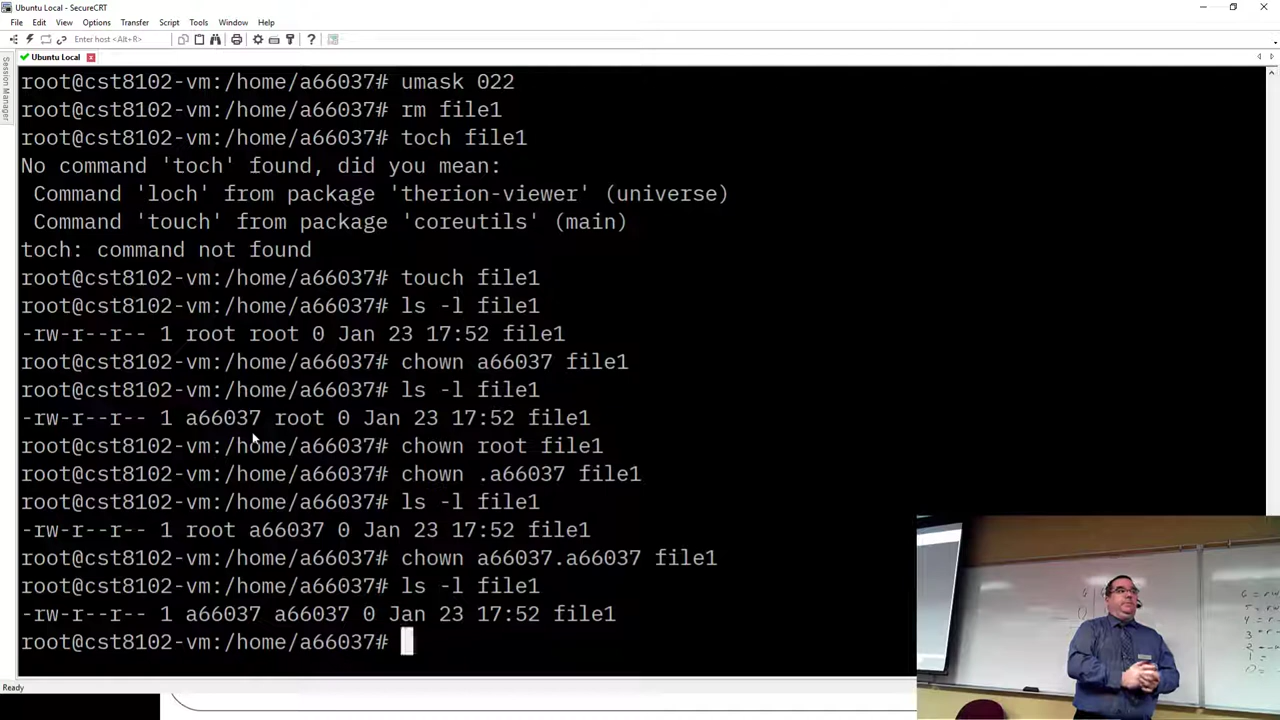 Ubuntu Local - SecureCRT
File Edit View Options Transfer Script Tools Window Help
Enter host <Alt+R>
Session Manager
Ubuntu Local
root@cst8102-vm:/home/a66037# umask 022
root@cst8102-vm:/home/a66037# rm file1
root@cst8102-vm:/home/a66037# toch file1
No command 'toch' found, did you mean:
Command 'loch' from package 'therion-viewer' (universe)
Command 'touch' from package 'coreutils' (main)
toch: command not found
root@cst8102-vm:/home/a66037# touch file1
root@cst8102-vm:/home/a66037# ls -l file1
-rw-r--r-- 1 root root 0 Jan 23 17:52 file1
root@cst8102-vm:/home/a66037# chown a66037 file1
root@cst8102-vm:/home/a66037# ls -l file1
-rw-r--r-- 1 a66037 root 0 Jan 23 17:52 file1
root@cst8102-vm:/home/a66037# chown root file1
root@cst8102-vm:/home/a66037# chown .a66037 file1
root@cst8102-vm:/home/a66037# ls -l file1
-rw-r--r-- 1 root a66037 0 Jan 23 17:52 file1
root@cst8102-vm:/home/a66037# chown a66037.a66037 file1
root@cst8102-vm:/home/a66037# ls -l file1
-rw-r--r-- 1 a66037 a66037 0 Jan 23 17:52 file1
root@cst8102-vm:/home/a66037#
Ready